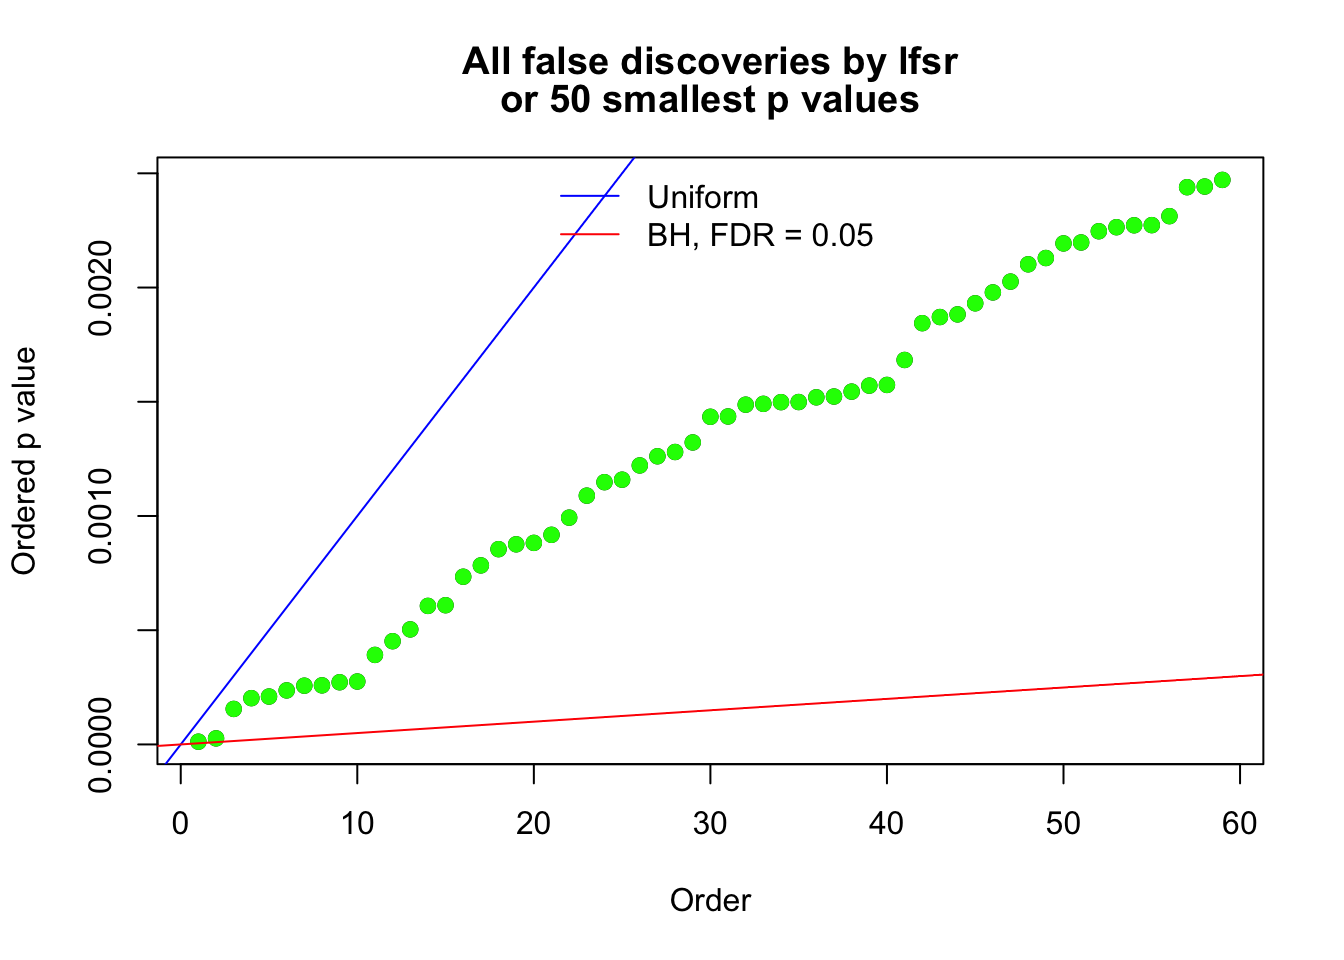 All false discoveries by lfsr
or 50 smallest p values
Uniform
BH, FDR = 0.05
Ordered p value
0.0000
0.0010
0.0020
0 10 20 30 40 50 60
Order